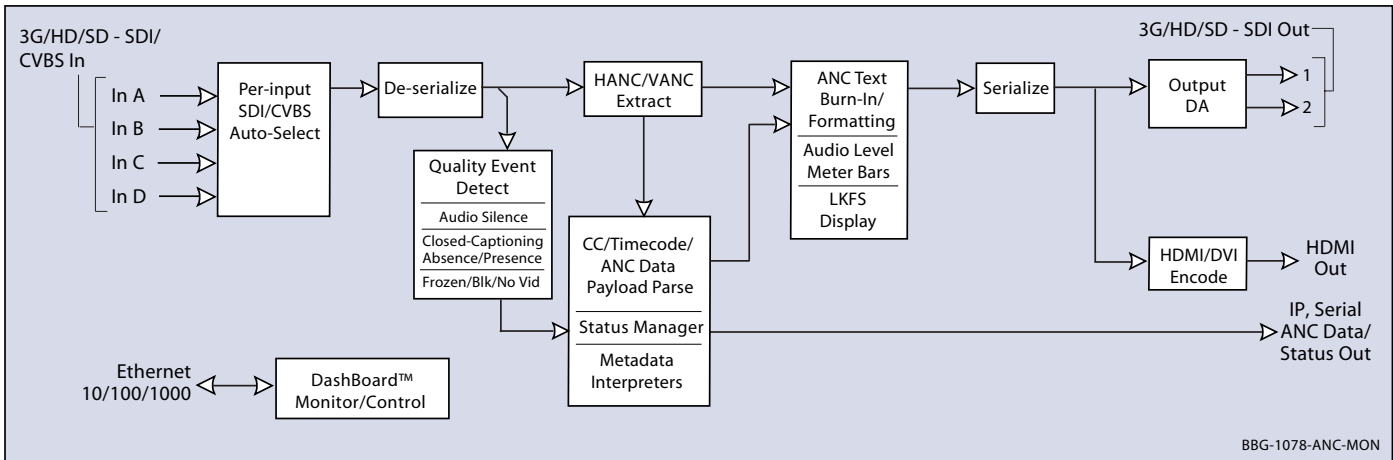 3G/HD/SD - SDI/
CVBS In
In A
In B
In C
In D
Per-input
SDI/CVBS
Auto-Select
De-serialize
Quality Event
Detect
Audio Silence
Closed-Captioning
Absence/Presence
Frozen/Blk/No Vid
HANC/VANC
Extract
CC/Timecode/
ANC Data
Payload Parse
Status Manager
Metadata
Interpreters
ANC Text
Burn-In/
Formatting
Audio Level
Meter Bars
LKFS
Display
Serialize
3G/HD/SD - SDI Out
Output
DA
1
2
HDMI/DVI
Encode
HDMI
Out
IP, Serial
ANC Data/
Status Out
Ethernet
10/100/1000
DashBoard™
Monitor/Control
BBG-1078-ANC-MON